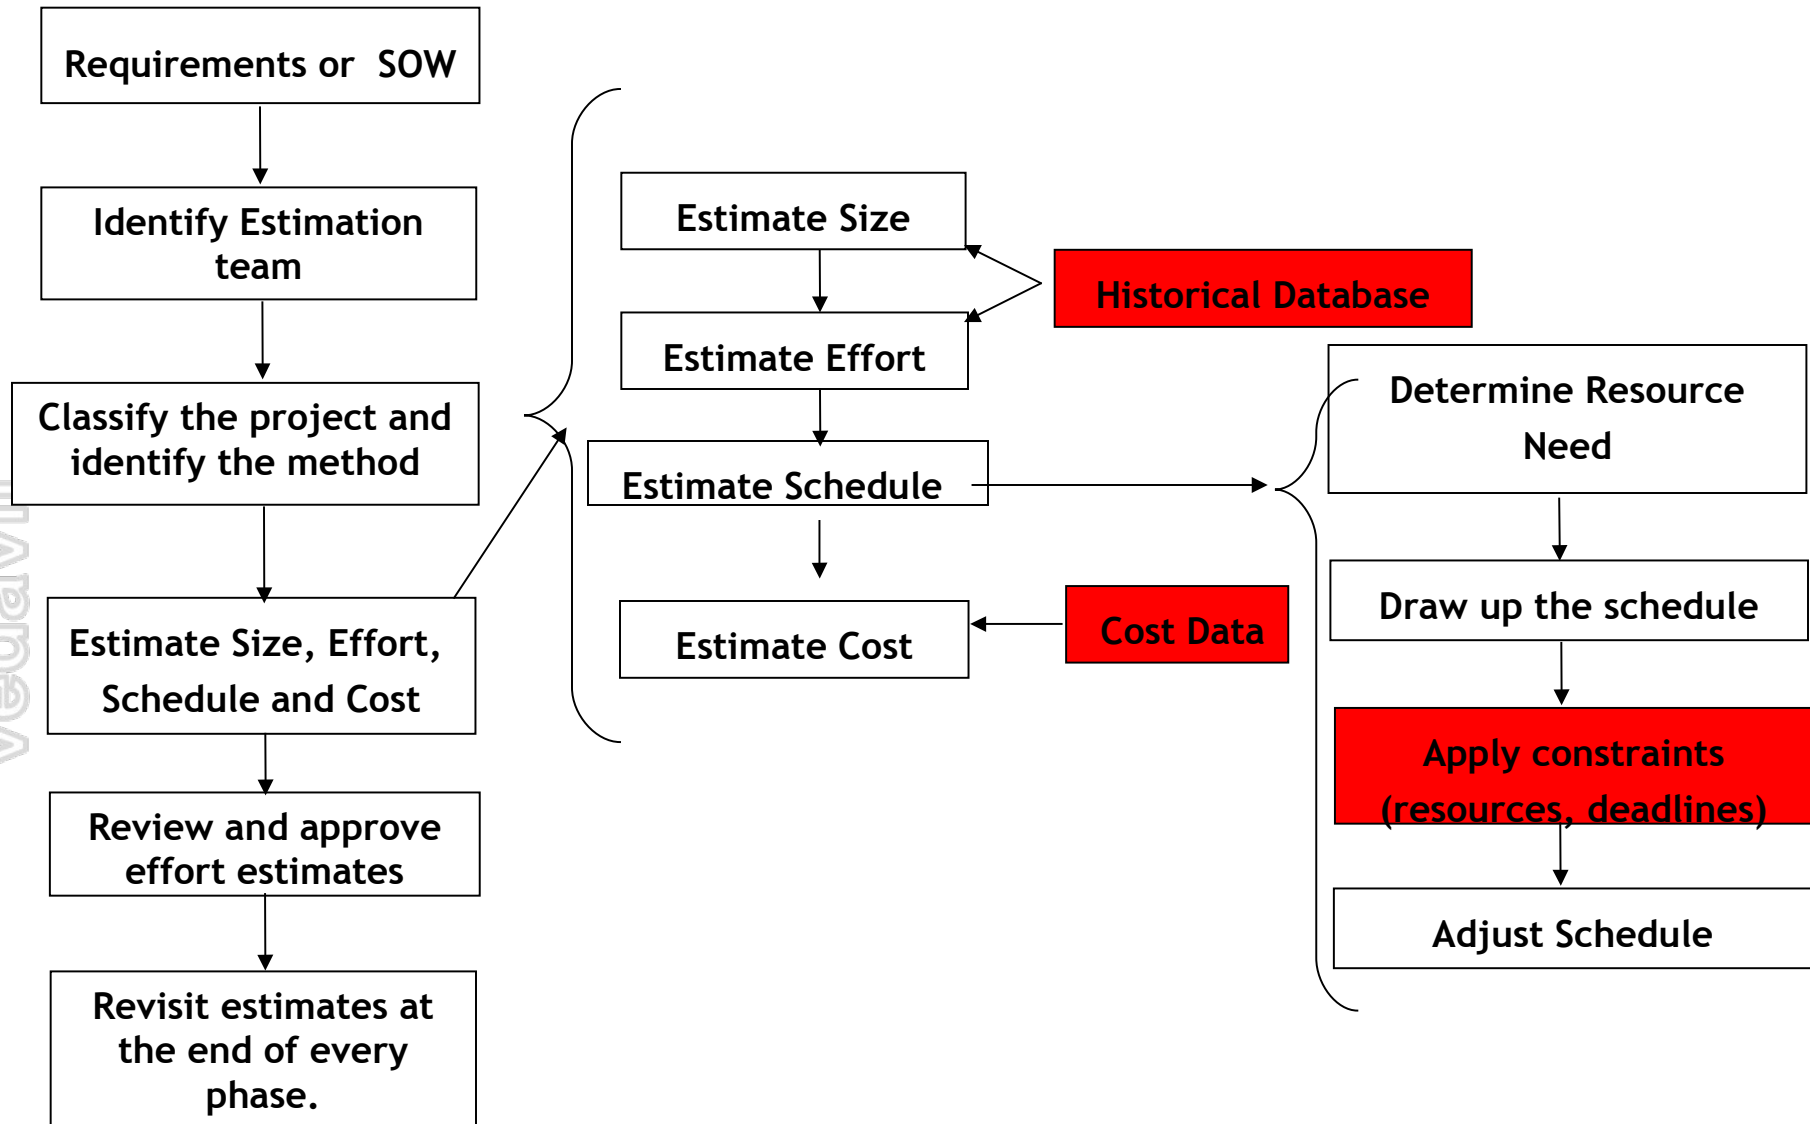 Requirements or SOW
Identify Estimation
team
Classify the project and
identify the method
Estimate Size, Effort,
Schedule and Cost
Review and approve
effort estimates
Revisit estimates at
the end of every
phase.
Estimate Size
Estimate Effort
Estimate Schedule
Estimate Cost
Historical Database
Cost Data
Determine Resource
Need
Draw up the schedule
Apply constraints
(resources, deadlines)
Adjust Schedule